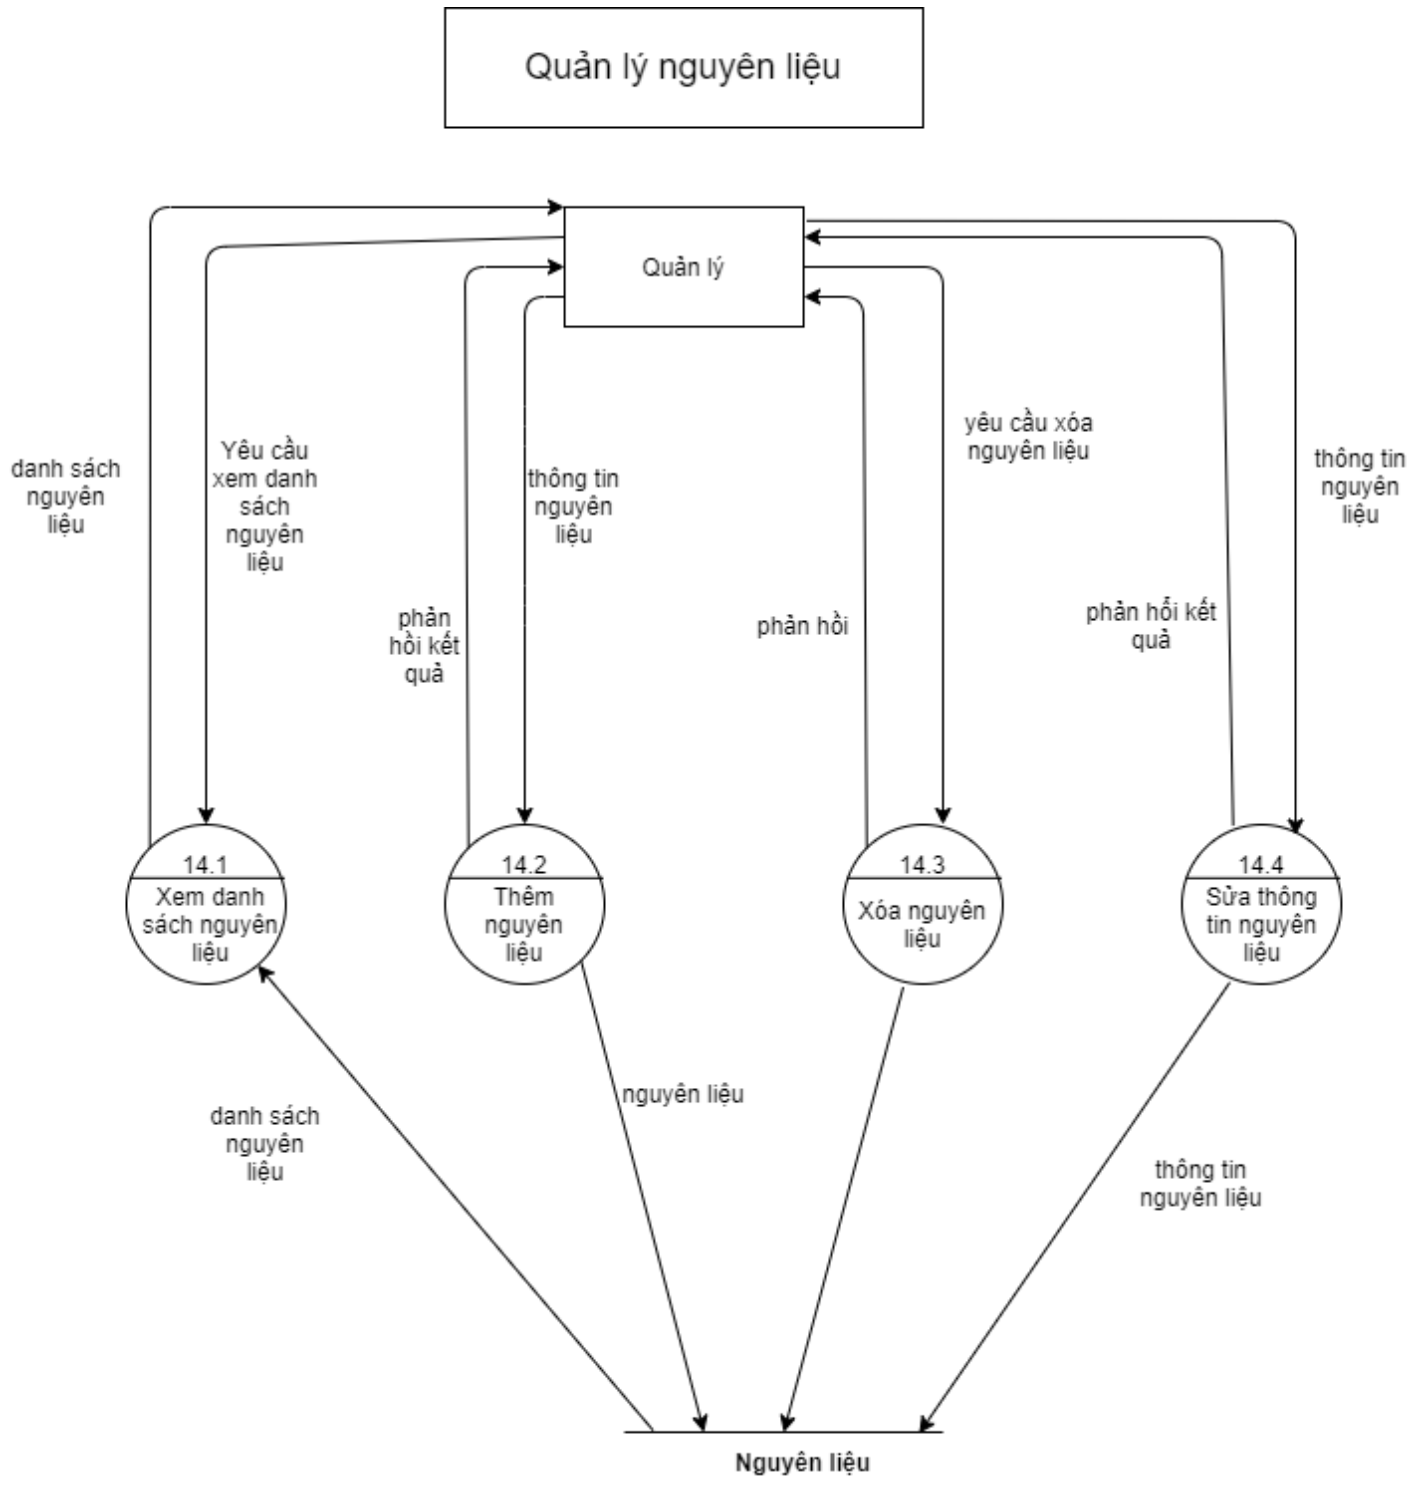 Quản lý nguyên liệu
Quản lý
danh sách
nguyên
liệu
Yêu cầu
xem danh
sách
nguyên
liệu
phản
hồi kết
quả
thông tin
nguyên
liệu
phản hồi
yêu cầu xóa
nguyên liệu
phản hổi kết
quả
thông tin
nguyên
liệu
14.1
Xem danh
sách nguyên
liệu
14.2
Thêm
nguyên
liệu
14.3
Xóa nguyên
liệu
14.4
Sửa thông
tin nguyên
liệu
danh sách
nguyên
liệu
nguyên liệu
thông tin
nguyên liệu
Nguyên liệu